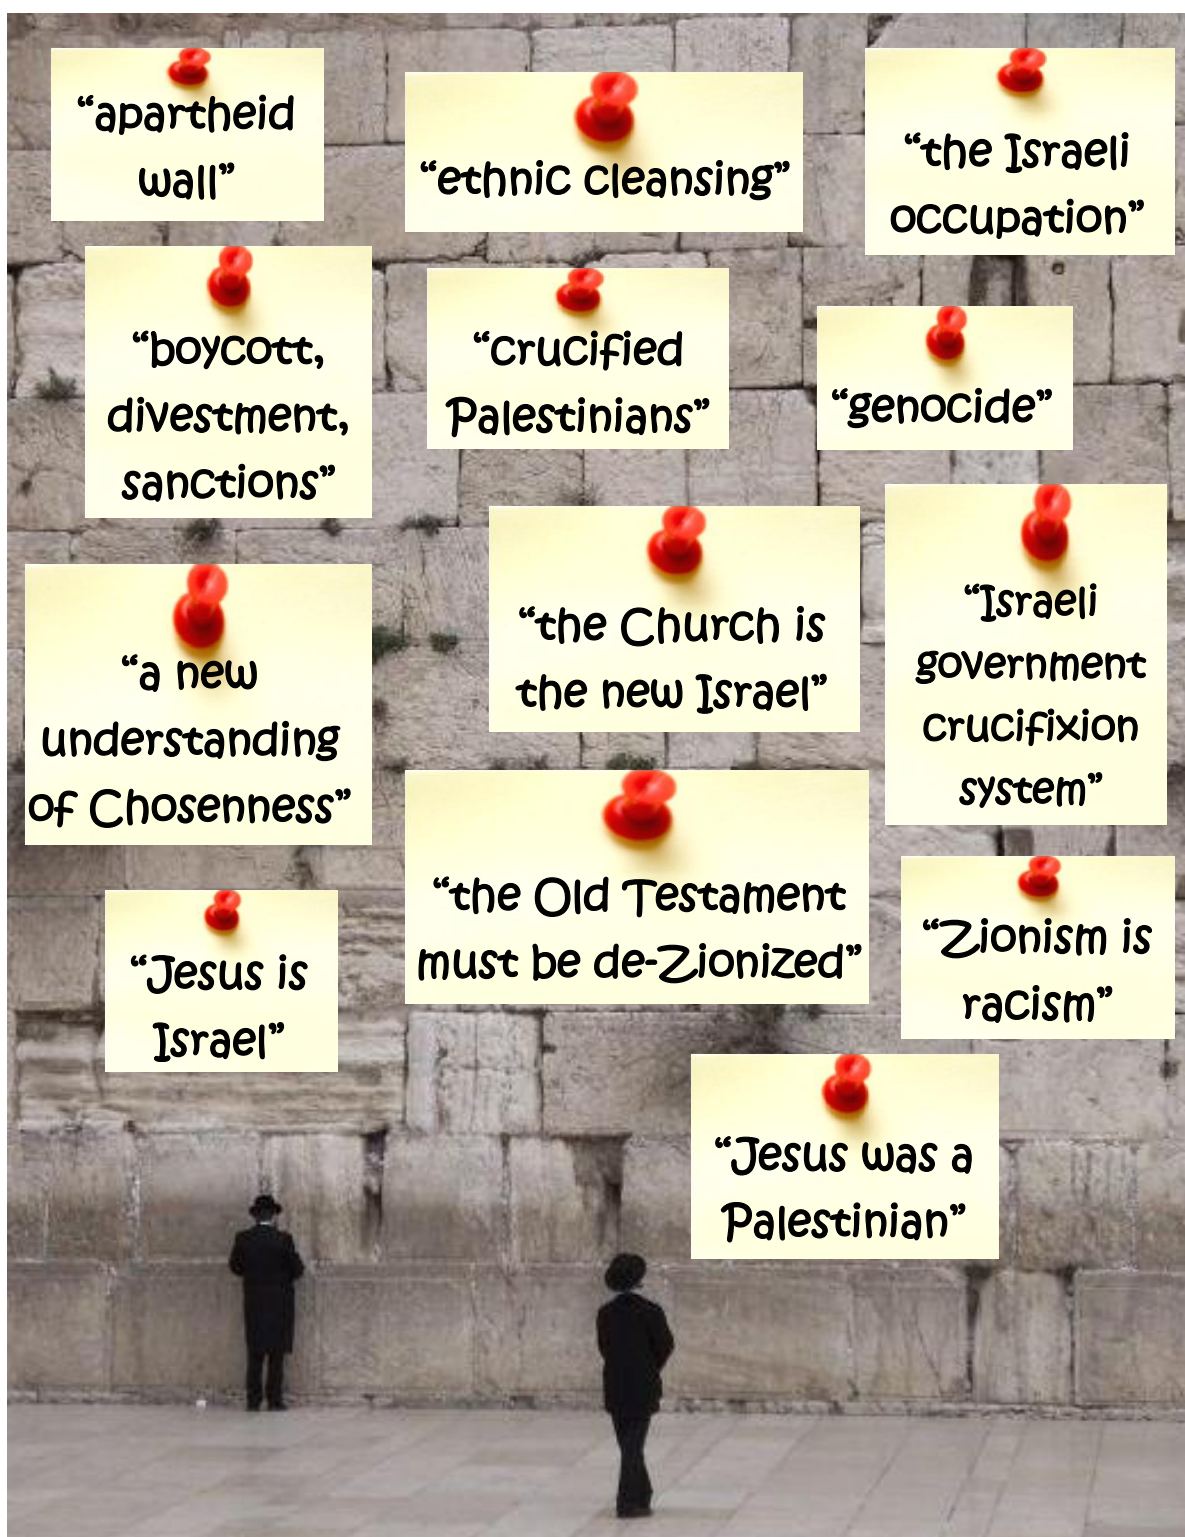 “apartheid
wall”
“ethnic cleansing”
“the Israeli
occupation”
“boycott,
divestment,
sanctions”
“crucified
Palestinians”
“genocide”
“a new
understanding
of Chosenness”
“the Church is
the new Israel”
“Israeli
government
crucifixion
system”
“the Old Testament
must be de-Zionized”
“Jesus is
Israel”
“Zionism is
racism”
“Jesus was a
Palestinian”